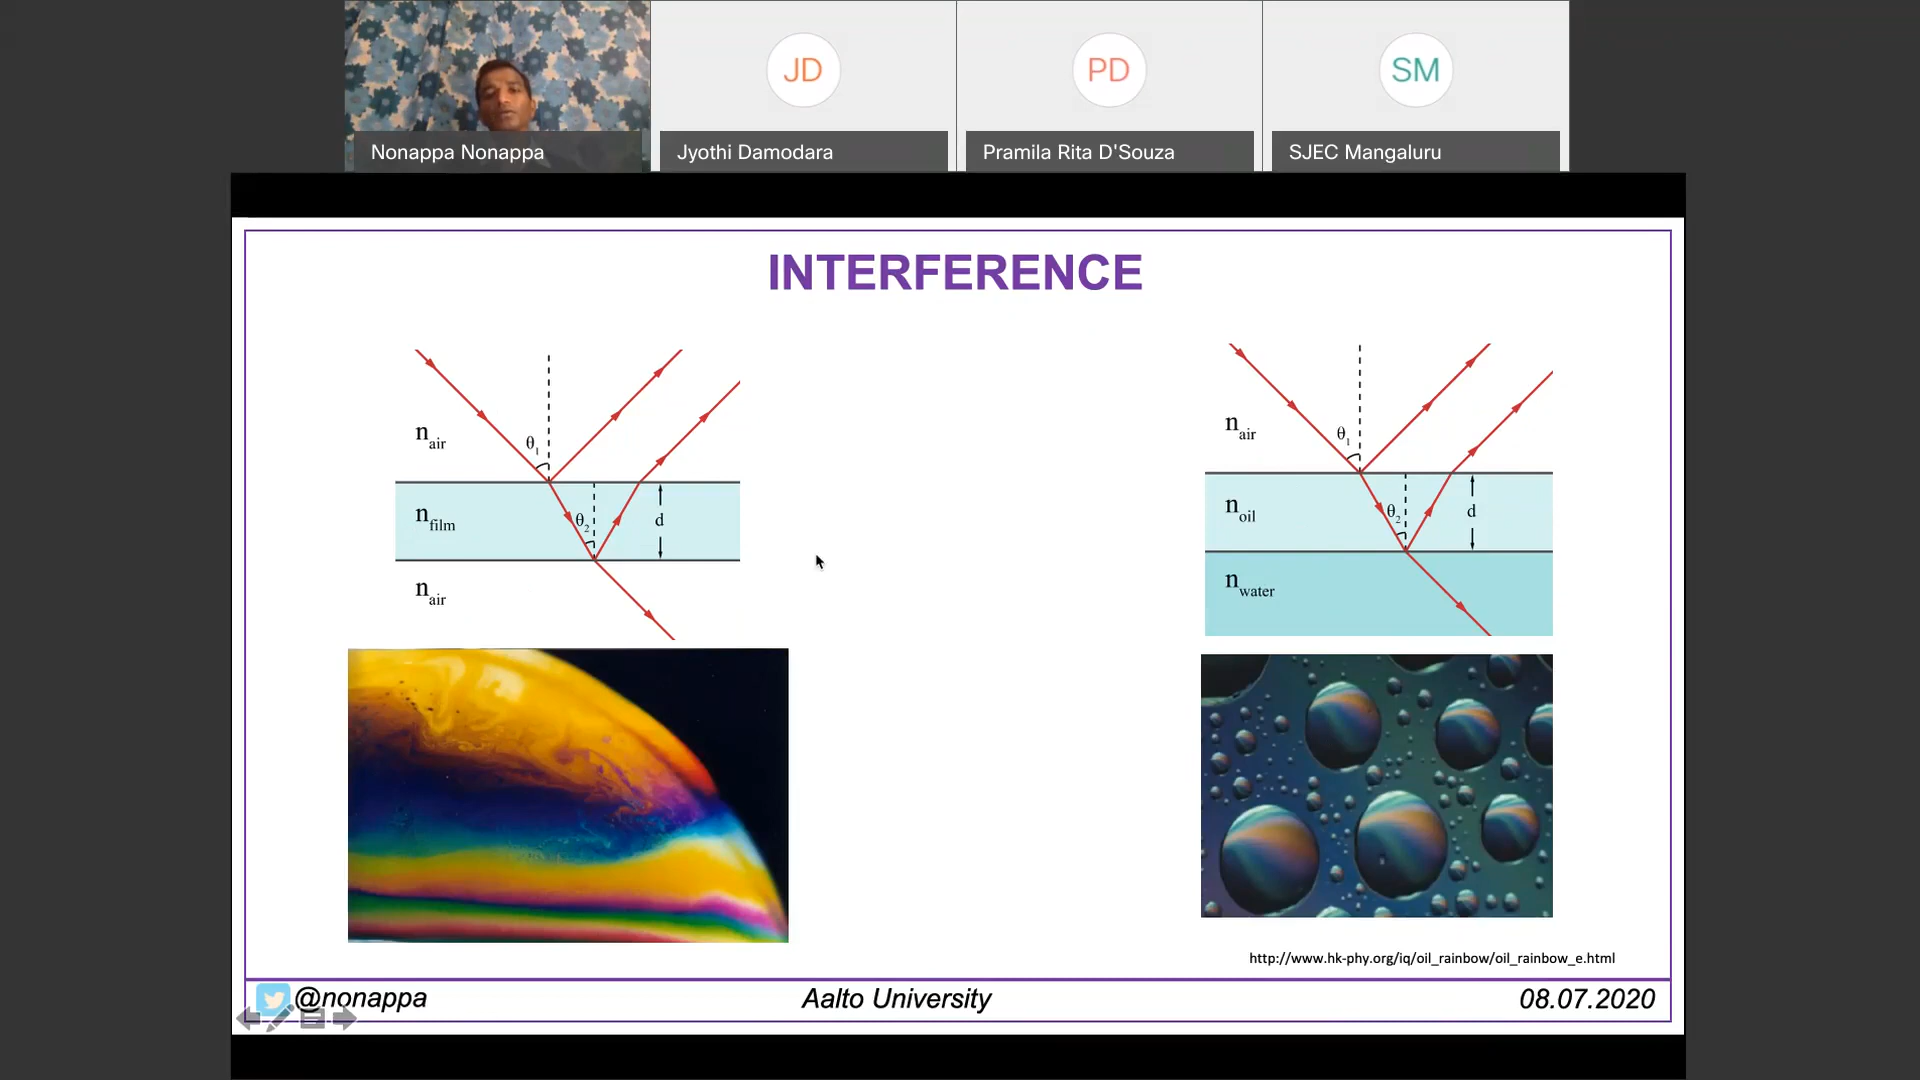 JD
PD
SM
Nonappa Nonappa
Jyothi Damodara
Pramila Rita D'Souza
SJEC Mangaluru
INTERFERENCE
n air
θ1
n film
θ2
d
n air
n air
θ1
n oil
θ2
d
n water
http://www.hk-phy.org/iq/oil_rainbow/oil_rainbow_e.html
@nonappa
Aalto University
08.07.2020